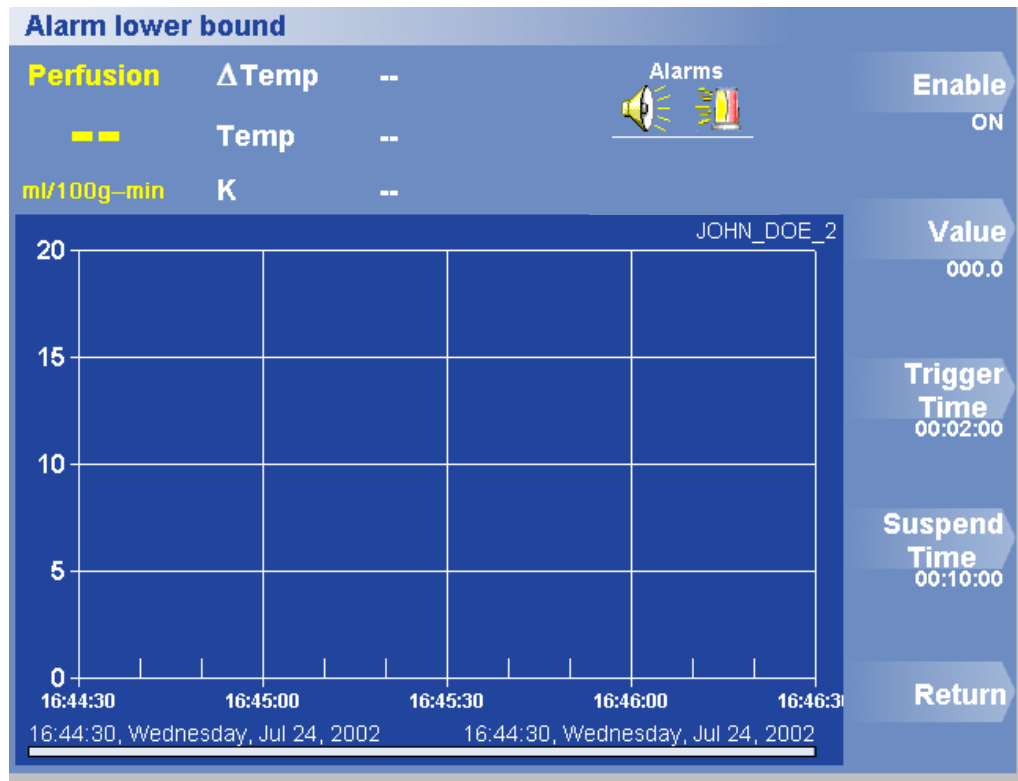 Alarm lower bound
Perfusion ΔTemp -- Alarms
-- Temp --
ml/100g–min K --
Enable
ON
Value
000.0
Trigger
Time
00:02:00
Suspend
Time
00:10:00
Return
JOHN_DOE_2
20
15
10
5
0
16:44:30 16:45:00 16:45:30 16:46:00 16:46:3
16:44:30, Wednesday, Jul 24, 2002 16:44:30, Wednesday, Jul 24, 2002